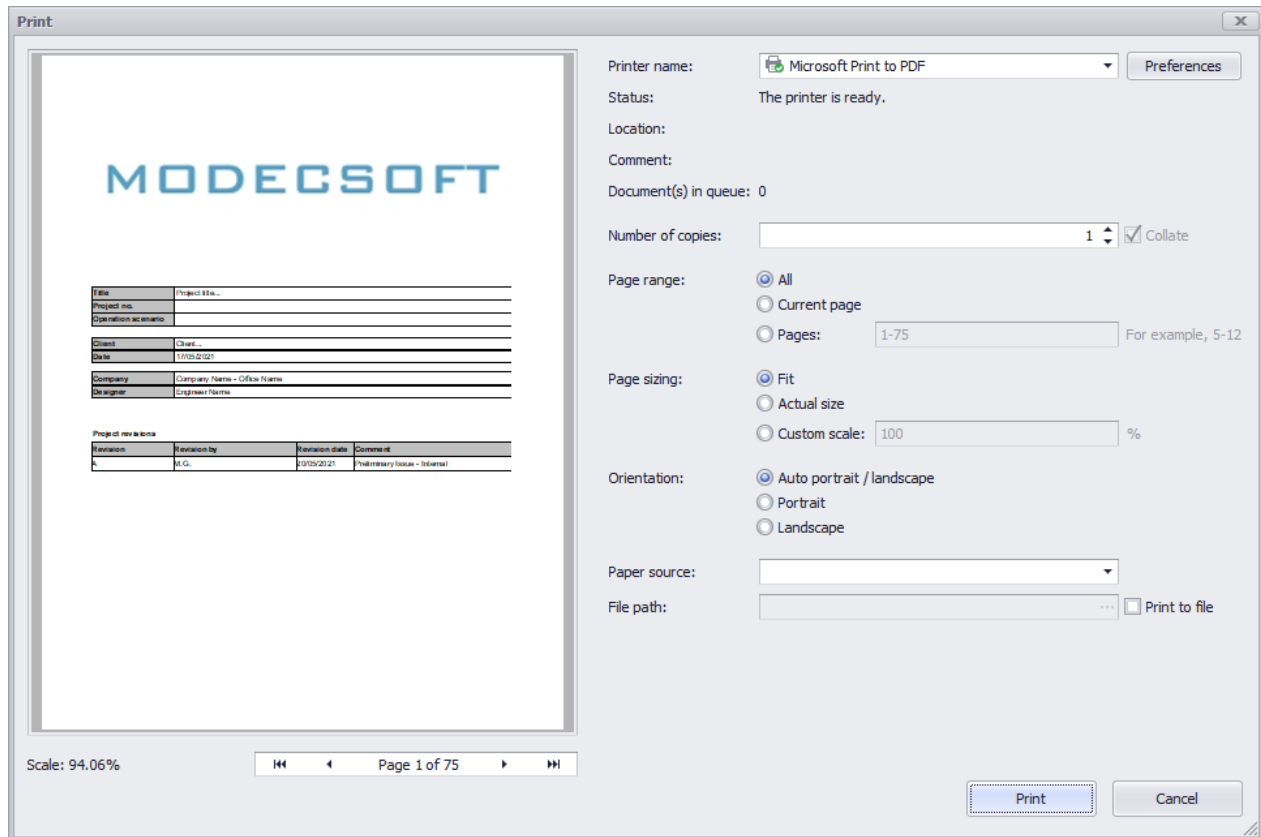 Print
MODECSOFT
Title Project title...
Project no.
Operation scenario
Client Client...
Date 17/05/2021
Company Company Name - Office Name
Designer Engineer Name
Project revisions
Revision Revision by Revision date Comment
A M.G. 20/05/2021 Preliminary Issue - Internal
Scale: 94.06%
Page 1 of 75
Printer name: Microsoft Print to PDF Preferences
Status: The printer is ready.
Location:
Comment:
Document(s) in queue: 0
Number of copies: 1 Collate
Page range: All
Current page
Pages: 1-75 For example, 5-12
Page sizing: Fit
Actual size
Custom scale: 100 %
Orientation: Auto portrait / landscape
Portrait
Landscape
Paper source:
File path: ... Print to file
Print Cancel